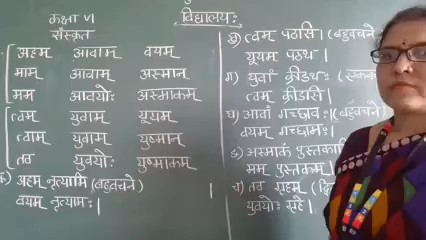 कक्षा VI
संस्कृत
विद्यालयः
अहम् आवाम् वयम्
माम् आवाम् अस्मान्
मम आवयोः अस्माकम्
त्वम् युवाम् यूयम्
त्वाम् युवाम् युष्मान्
तव युवयोः युष्माकम्
क) अहम् नृत्यामि (बहुवचने)
वयम् नृत्यामः।
ख) त्वम् पठसि। (बहुवचने
यूयम् पठथ।
ग) युवां क्रीडथः
त्वम् क्रीडसि।
घ) आवां गच्छावः। (बहुवचने)
वयम् गच्छामः।
ङ) अस्माकं
मम पुस्तकम्।
च) तव गृहम्
युवयोः गृहे।